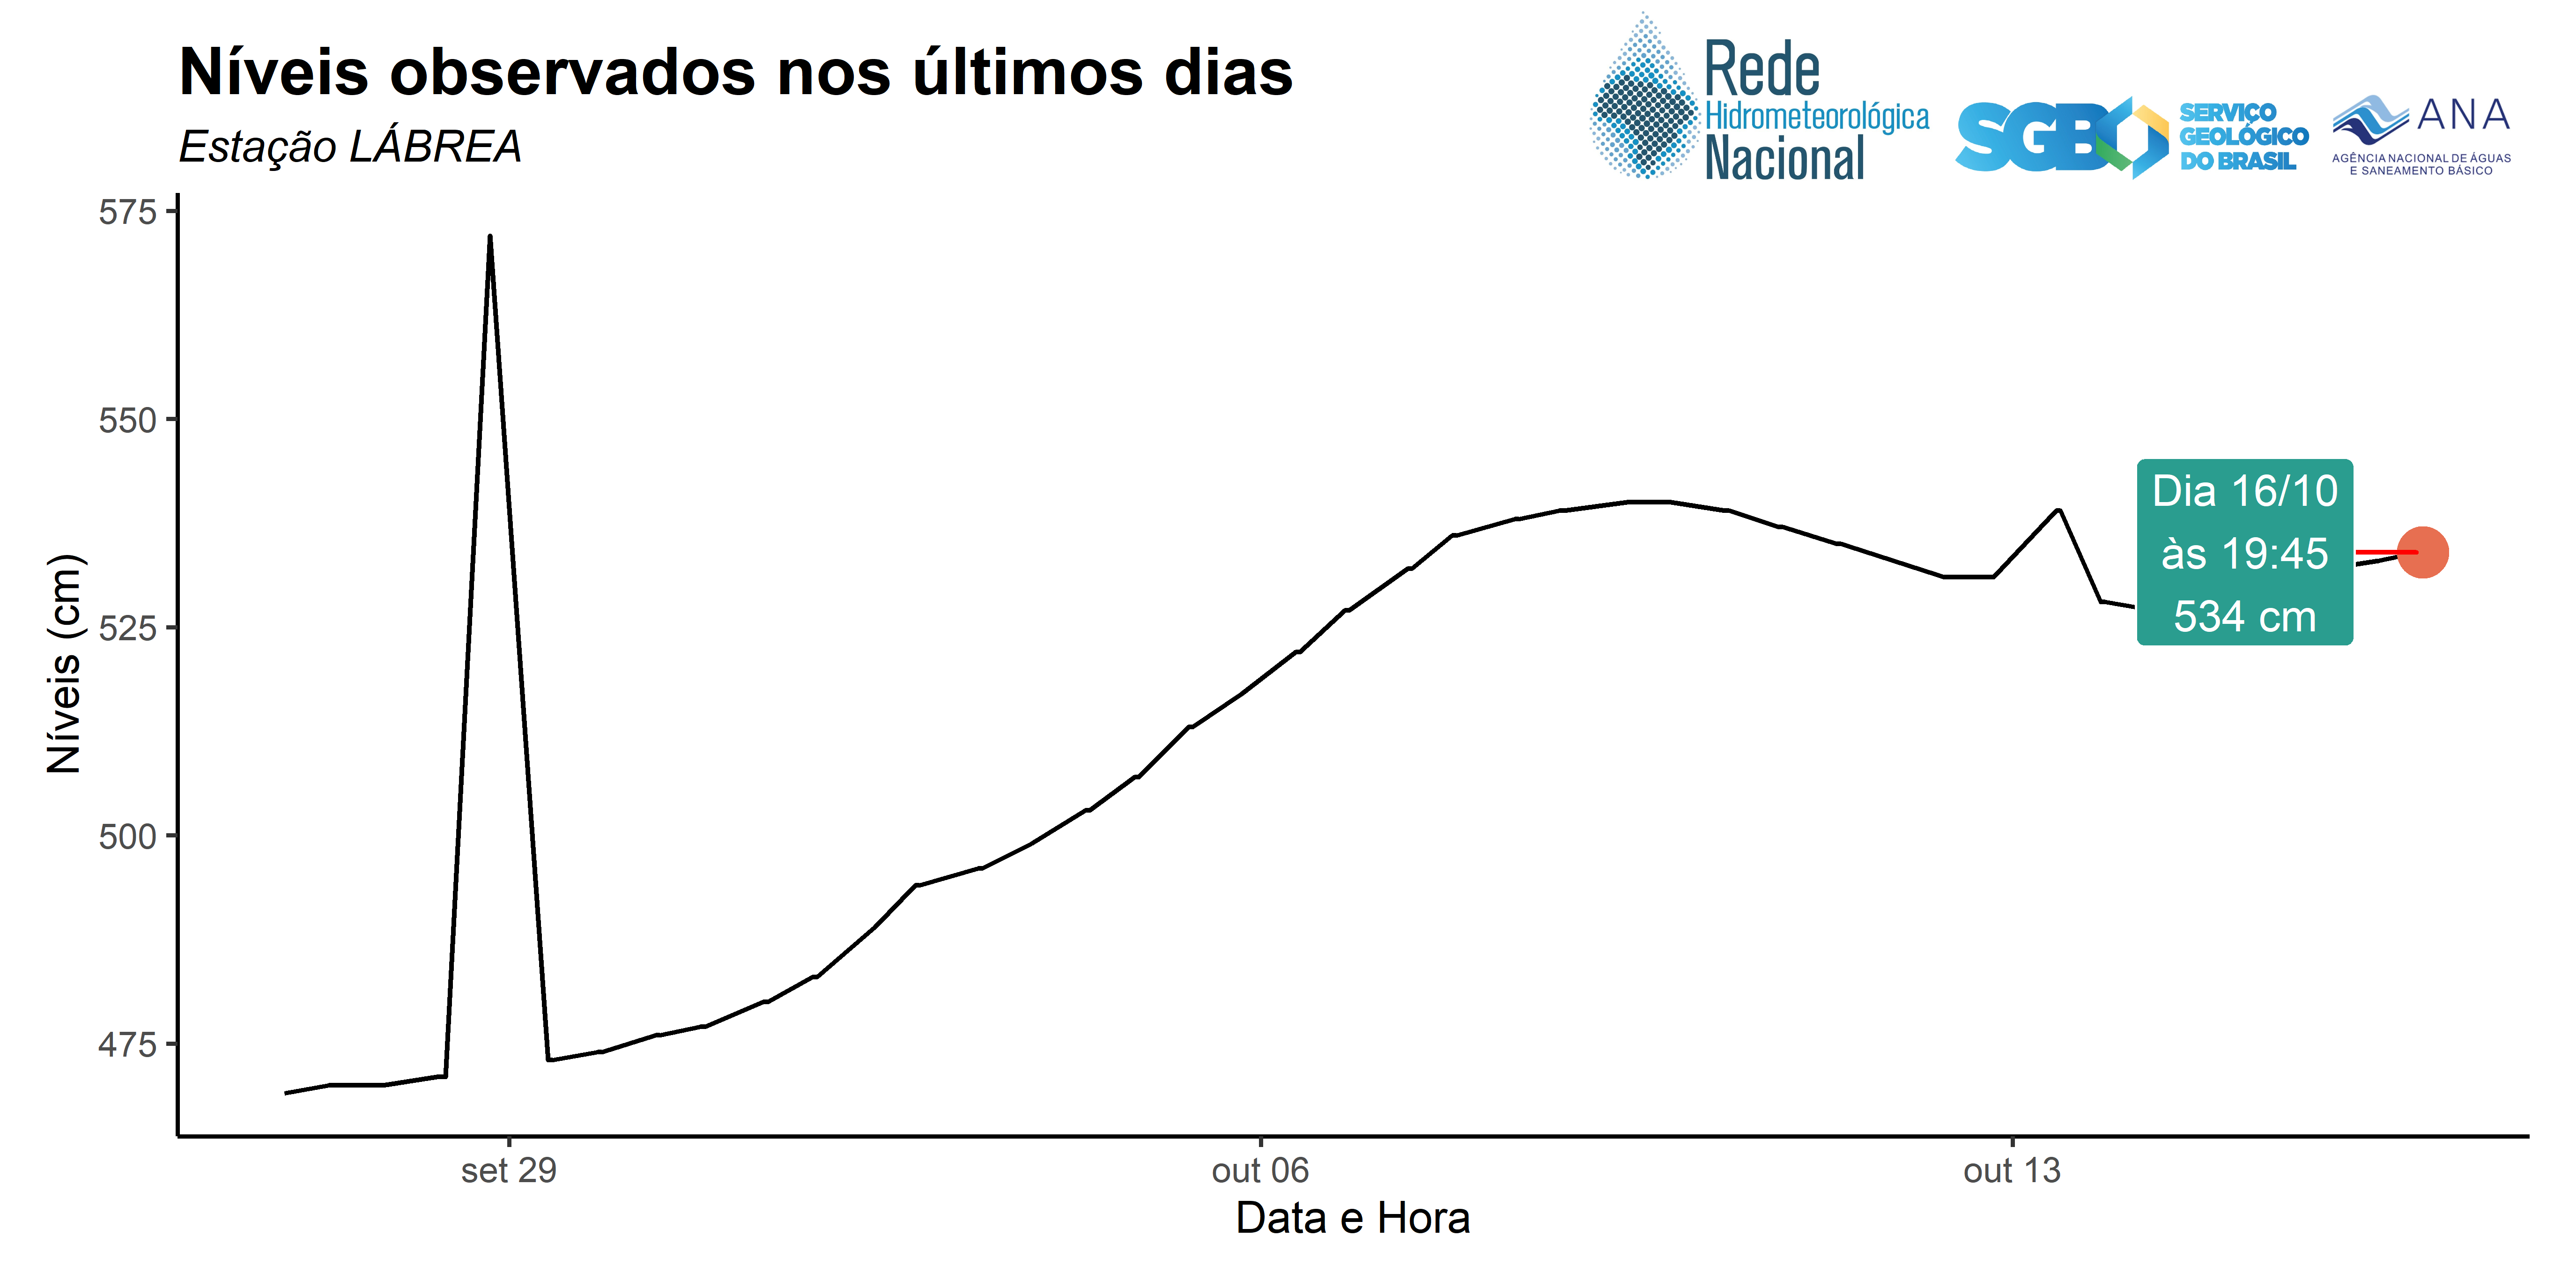 Níveis observados nos últimos dias
Estação LÁBREA
Rede
Hidrometeorológica
Nacional
SGB
SERVIÇO
GEOLÓGICO
DO BRASIL
ANA
AGÊNCIA NACIONAL DE ÁGUAS
E SANEAMENTO BÁSICO
Níveis (cm)
575
550
525
500
475
Dia 16/10
às 19:45
534 cm
set 29
out 06
out 13
Data e Hora